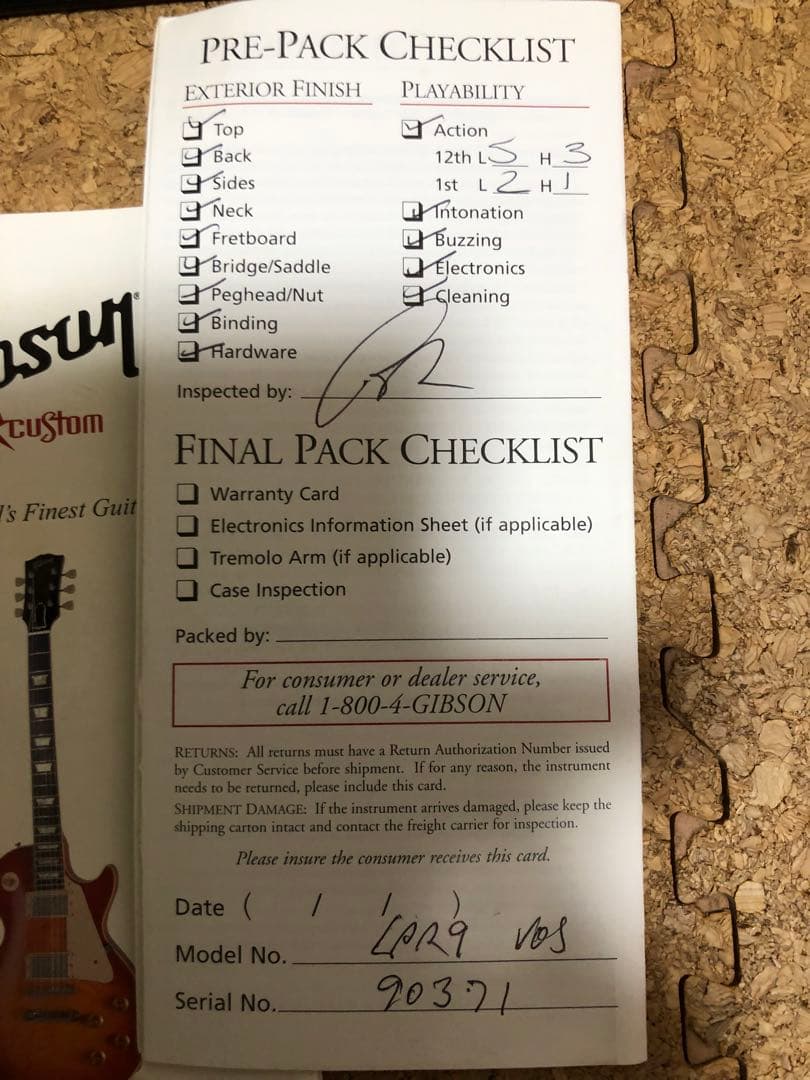 PRE-PACK CHECKLIST
EXTERIOR FINISH
Top
Back
Sides
Neck
Fretboard
Bridge/Saddle
Peghead/Nut
Binding
Hardware
PLAYABILITY
Action
12th L 5 H 3
1st L 2 H 1
Intonation
Buzzing
Electronics
Cleaning
Inspected by:
FINAL PACK CHECKLIST
Warranty Card
Electronics Information Sheet (if applicable)
Tremolo Arm (if applicable)
Case Inspection
Packed by:
For consumer or dealer service,
call 1-800-4-GIBSON
RETURNS: All returns must have a Return Authorization Number issued
by Customer Service before shipment. If for any reason, the instrument
needs to be returned, please include this card.
SHIPMENT DAMAGE: If the instrument arrives damaged, please keep the
shipping carton intact and contact the freight carrier for inspection.
Please insure the consumer receives this card.
Date ( / / )
Model No. LPR9 VOS
Serial No. 90371
custom
's Finest Guit